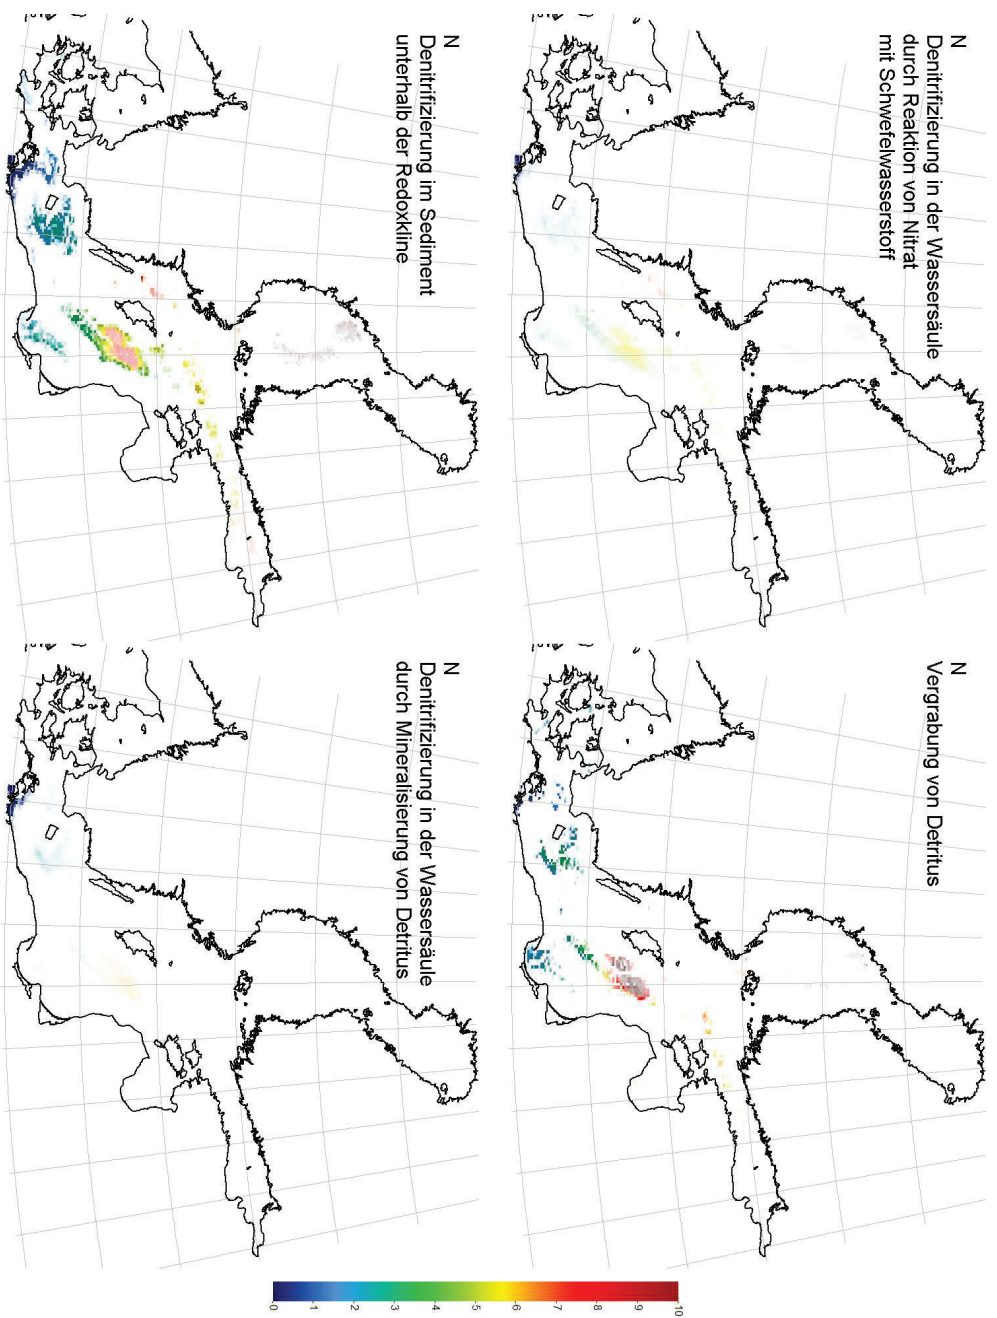 N
Denitrifizierung in der Wassersäule
durch Reaktion von Nitrat
mit Schwefelwasserstoff
N
Vergrabung von Detritus
N
Denitrifizierung im Sediment
unterhalb der Redoxkline
N
Denitrifizierung in der Wassersäule
durch Mineralisierung von Detritus
10
9
8
7
6
5
4
3
2
1
0